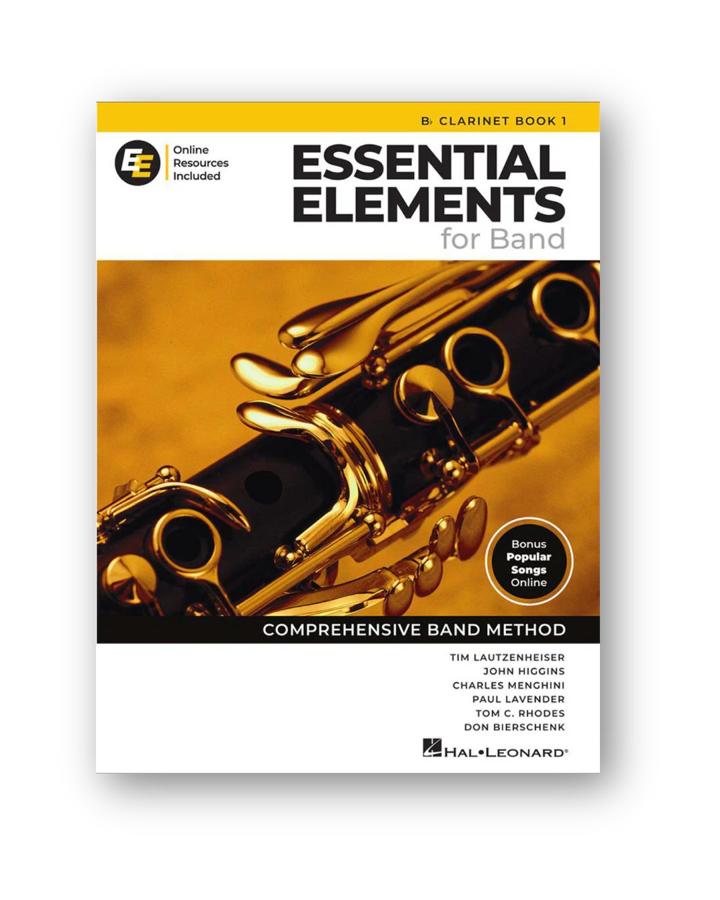 B♭ CLARINET BOOK 1
EE
Online
Resources
Included
ESSENTIAL
ELEMENTS
for Band
Bonus
Popular
Songs
Online
COMPREHENSIVE BAND METHOD
TIM LAUTZENHEISER
JOHN HIGGINS
CHARLES MENGHINI
PAUL LAVENDER
TOM C. RHODES
DON BIERSCHENK
HAL•LEONARD®